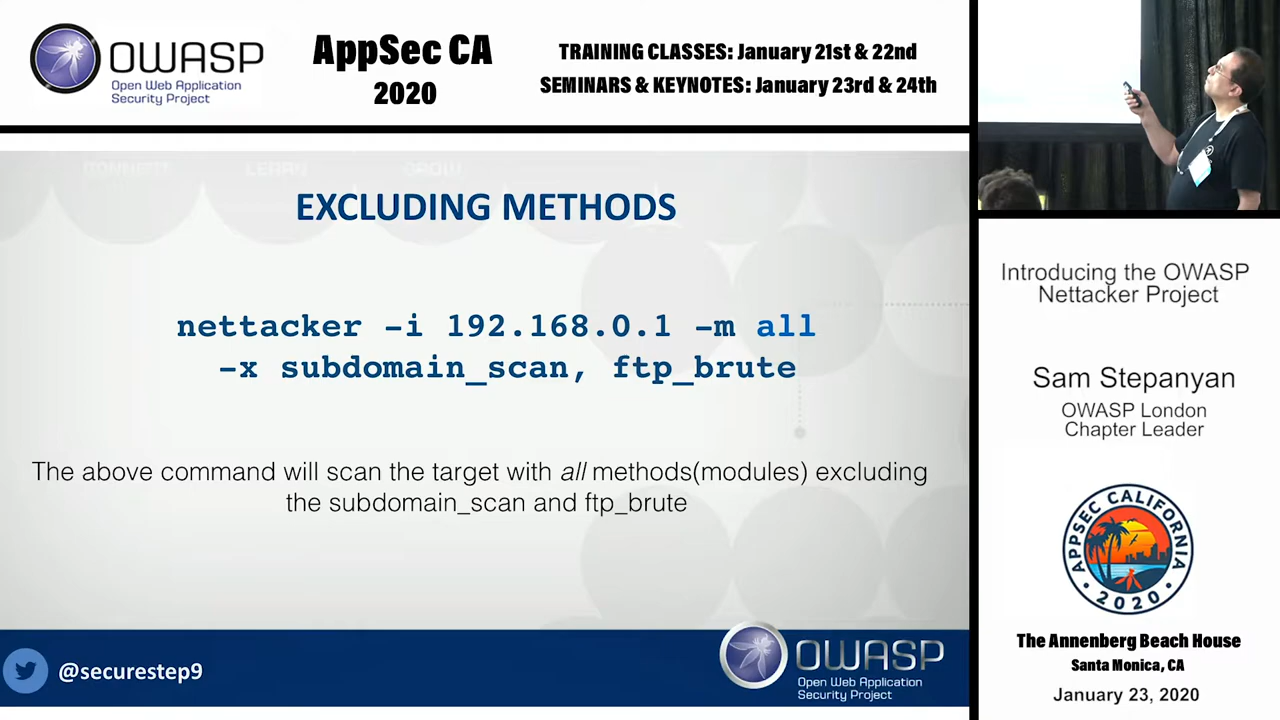 OWASP
Open Web Application
Security Project
AppSec CA
2020
TRAINING CLASSES: January 21st & 22nd
SEMINARS & KEYNOTES: January 23rd & 24th
CONNECT LEARN GROW
EXCLUDING METHODS
nettacker -i 192.168.0.1 -m all
-x subdomain_scan, ftp_brute
The above command will scan the target with all methods(modules) excluding
the subdomain_scan and ftp_brute
@securestep9
OWASP
Open Web Application
Security Project
Introducing the OWASP
Nettacker Project
Sam Stepanyan
OWASP London
Chapter Leader
APPSEC CALIFORNIA
• 2020 •
The Annenberg Beach House
Santa Monica, CA
January 23, 2020